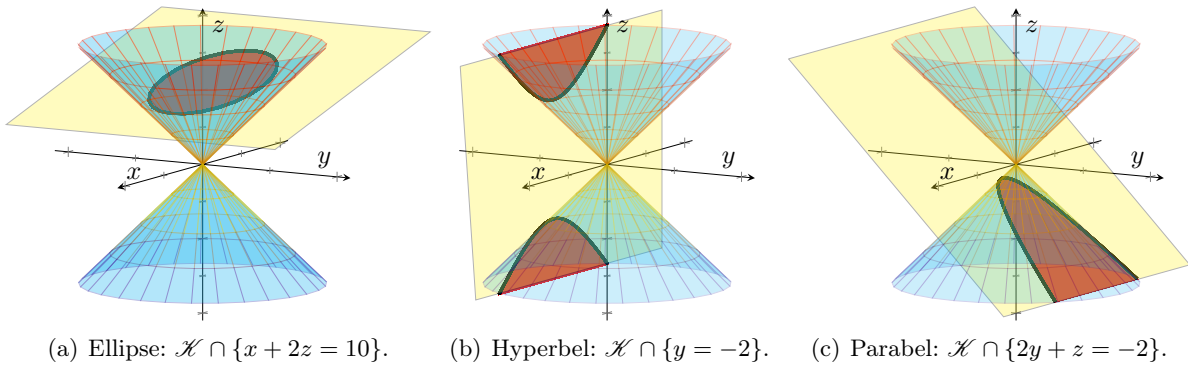 z
x
y
z
x
y
z
x
y
(a) Ellipse: 𝒦 ∩ {x + 2z = 10}.
(b) Hyperbel: 𝒦 ∩ {y = −2}.
(c) Parabel: 𝒦 ∩ {2y + z = −2}.